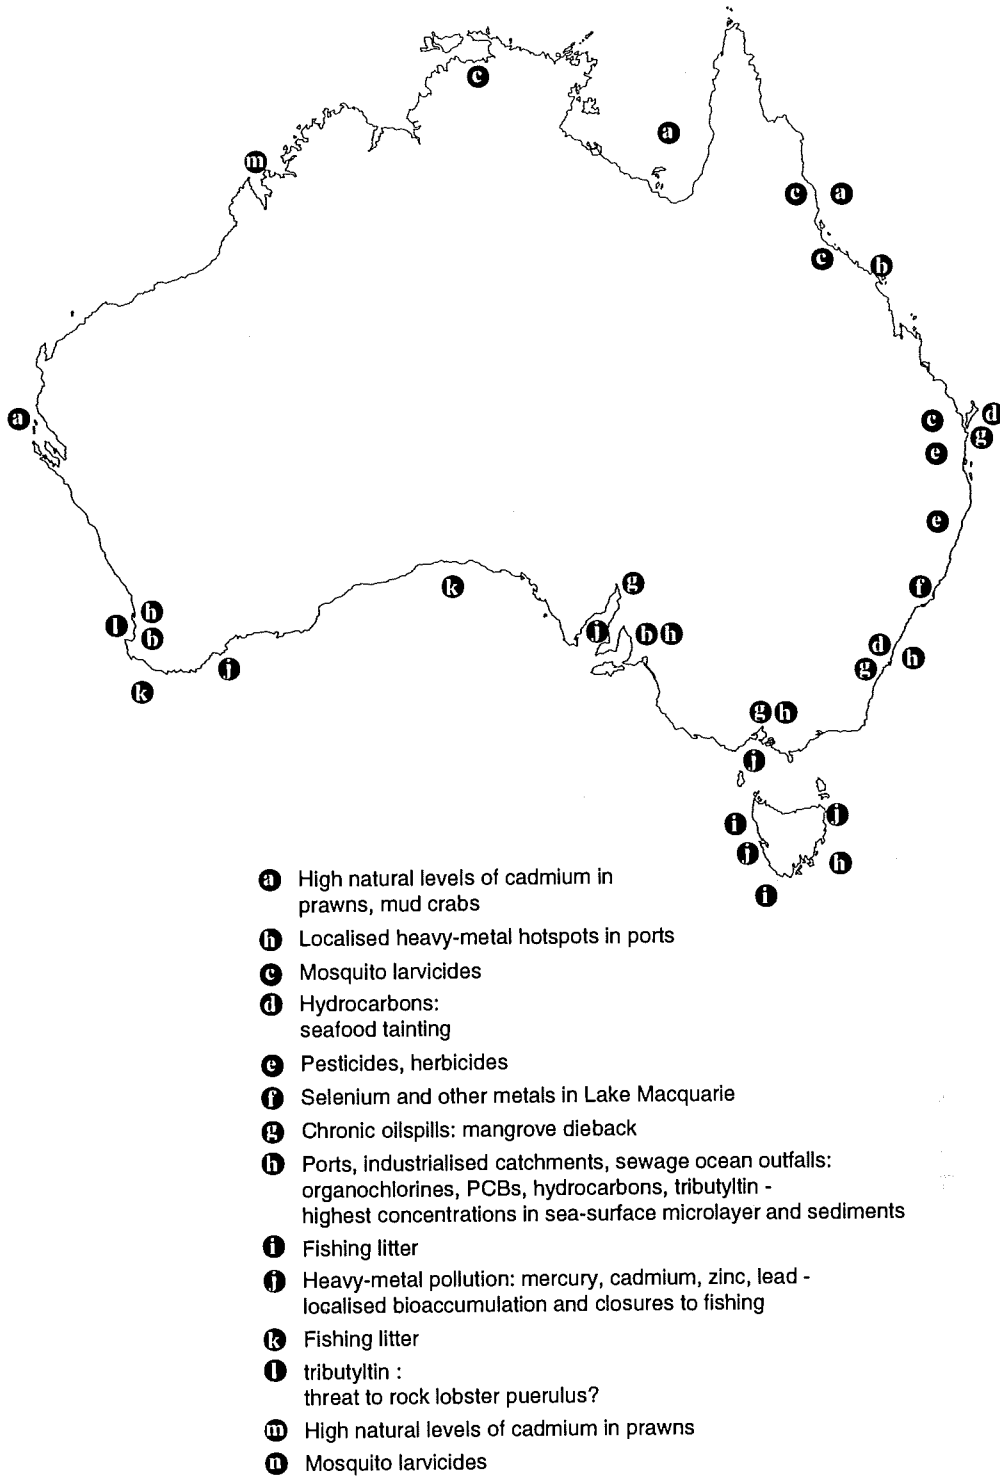 c
a
m
c a
c
b
a
c
d
g
e
e
k
g
f
l
h
b
j
b h
d
h
g
j
k
g h
j
i
j
j
h
i
a High natural levels of cadmium in
prawns, mud crabs
h Localised heavy-metal hotspots in ports
c Mosquito larvicides
d Hydrocarbons:
seafood tainting
e Pesticides, herbicides
f Selenium and other metals in Lake Macquarie
g Chronic oilspills: mangrove dieback
h Ports, industrialised catchments, sewage ocean outfalls:
organochlorines, PCBs, hydrocarbons, tributyltin -
highest concentrations in sea-surface microlayer and sediments
i Fishing litter
j Heavy-metal pollution: mercury, cadmium, zinc, lead -
localised bioaccumulation and closures to fishing
k Fishing litter
l tributyltin :
threat to rock lobster puerulus?
m High natural levels of cadmium in prawns
n Mosquito larvicides